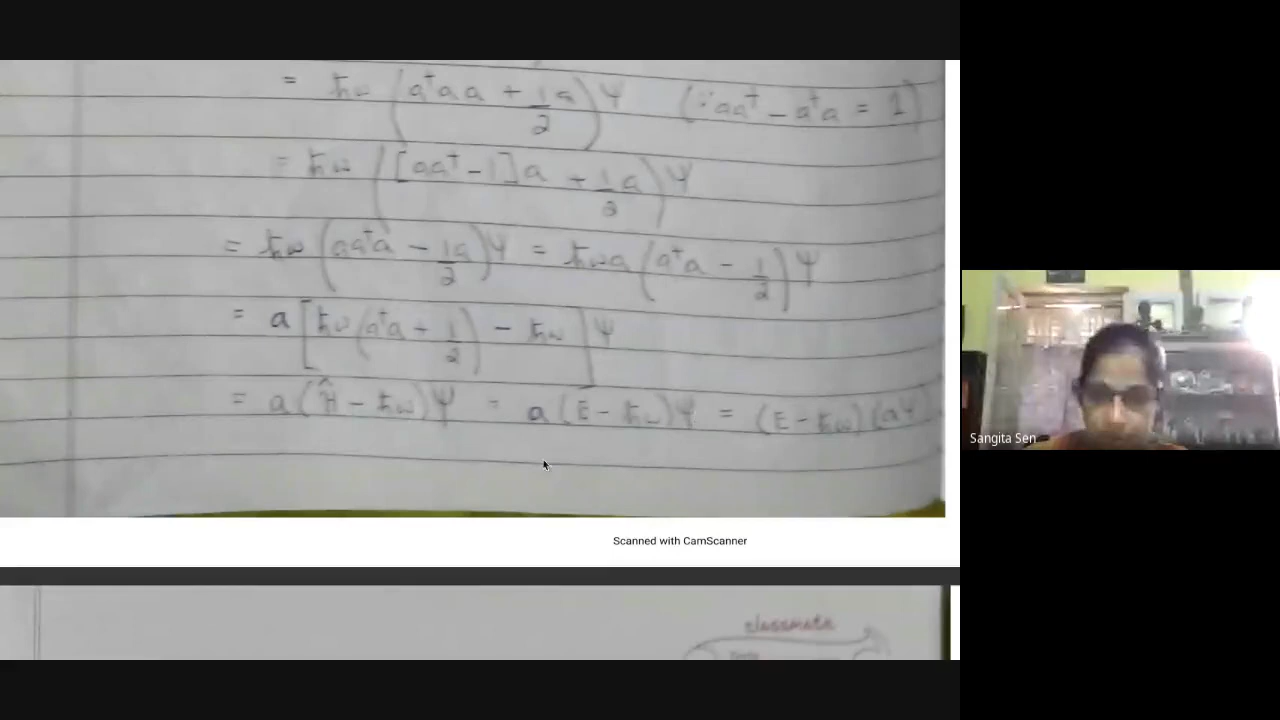 = ħω (a†aa + 1/2 a) Ψ (∵ aa† - a†a = 1)
= ħω ([aa† - 1]a + 1/2 a) Ψ
= ħω (aa†a - 1/2 a) Ψ = ħωa (a†a - 1/2) Ψ
= a [ħω (a†a + 1/2) - ħω] Ψ
= a (Ĥ - ħω) Ψ = a (E - ħω) Ψ = (E - ħω) (aΨ)
Scanned with CamScanner
classmate
Sangita Sen